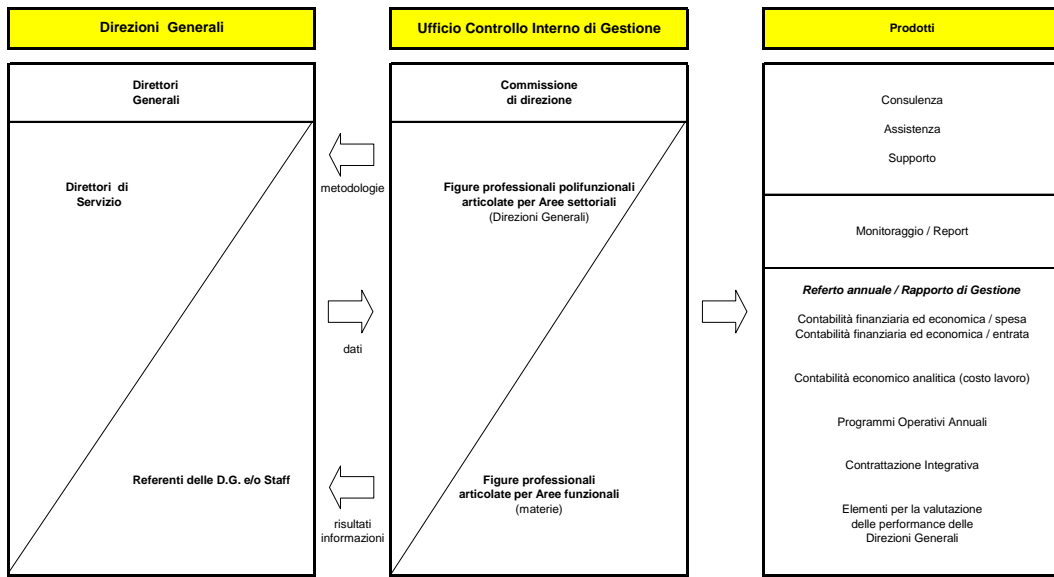 Direzioni Generali
Direttori
Generali
Direttori di
Servizio
Referenti delle D.G. e/o Staff
metodologie
dati
risultati
informazioni
Ufficio Controllo Interno di Gestione
Commissione
di direzione
Figure professionali polifunzionali
articolate per Aree settoriali
(Direzioni Generali)
Figure professionali
articolate per Aree funzionali
(materie)
Prodotti
Consulenza
Assistenza
Supporto
Monitoraggio / Report
Referto annuale / Rapporto di Gestione
Contabilità finanziaria ed economica / spesa
Contabilità finanziaria ed economica / entrata
Contabilità economico analitica (costo lavoro)
Programmi Operativi Annuali
Contrattazione Integrativa
Elementi per la valutazione
delle performance delle
Direzioni Generali